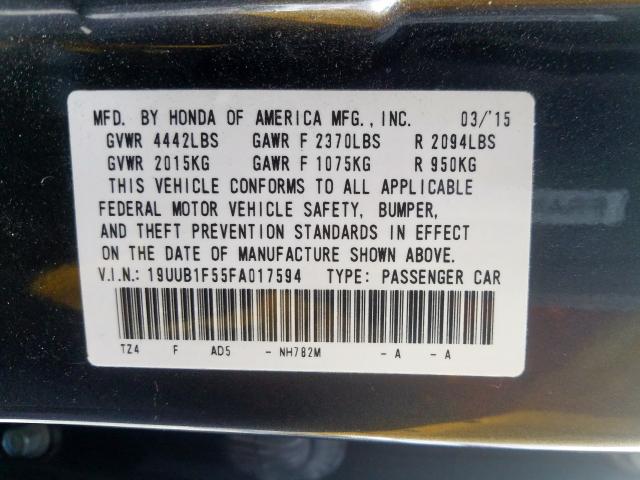 MFD. BY HONDA OF AMERICA MFG., INC. 03/'15
GVWR 4442LBS GAWR F 2370LBS R 2094LBS
GVWR 2015KG GAWR F 1075KG R 950KG
THIS VEHICLE CONFORMS TO ALL APPLICABLE
FEDERAL MOTOR VEHICLE SAFETY, BUMPER,
AND THEFT PREVENTION STANDARDS IN EFFECT
ON THE DATE OF MANUFACTURE SHOWN ABOVE.
V.I.N.: 19UUB1F55FA017594 TYPE: PASSENGER CAR
TZ4 F AD5 - NH782M - A - A